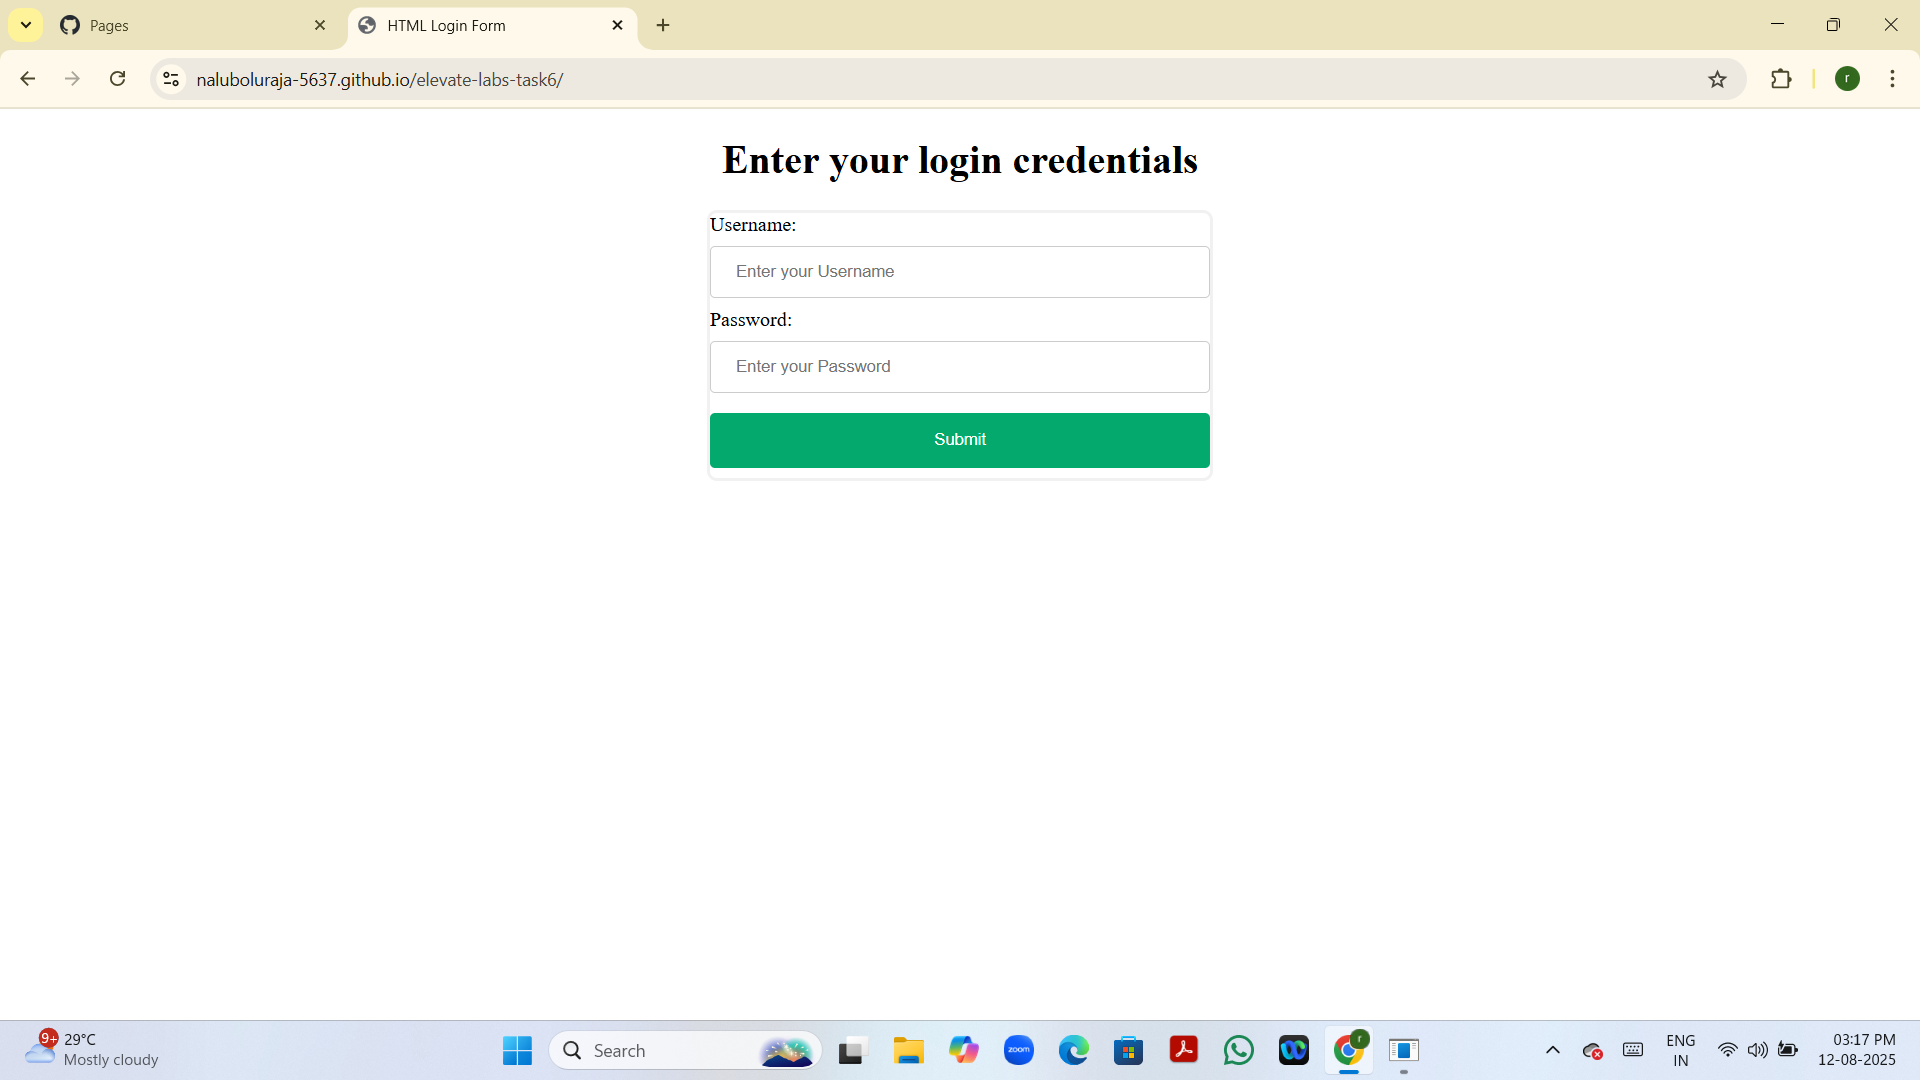 Pages
HTML Login Form
naluboluraja-5637.github.io/elevate-labs-task6/
r
Enter your login credentials
Username:
Enter your Username
Password:
Enter your Password
Submit
9+
29°C
Mostly cloudy
Search
zoom
r
ENG
IN
03:17 PM
12-08-2025